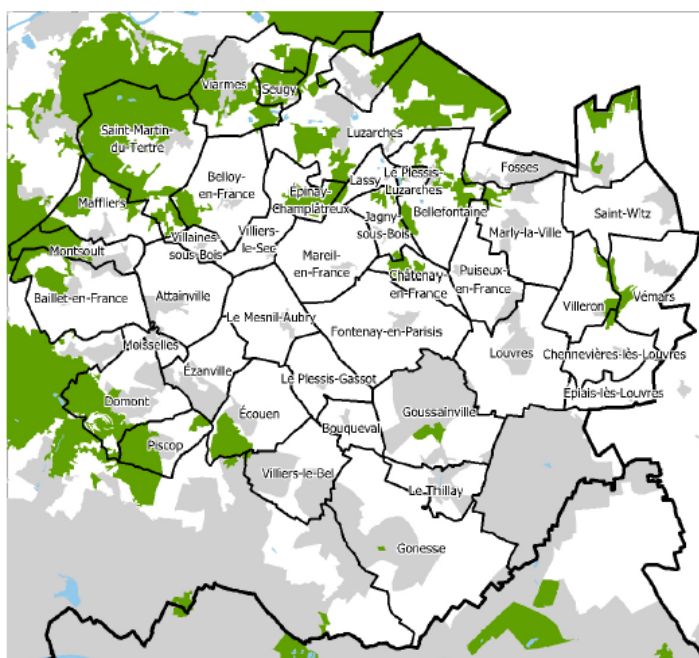 Viarmes
Seugy
Saint-Martin-
du-Tertre
Luzarches
Belloy-
en-France
Fosses
Lassy
Le Plessis-
Luzarches
Épinay-
Champlâtreux
Maffliers
Bellefontaine
Saint-Witz
Jagny-
sous-Bois
Villiers-
le-Sec
Marly-la-Ville
Villaines-
sous-Bois
Montsoult
Mareil-
en-France
Châtenay-
en-France
Puiseux-
en-France
Baillet-en-France
Attainville
Villeron
Vémars
Le Mesnil-Aubry
Fontenay-en-Parisis
Moisselles
Louvres
Chennevières-lès-Louvres
Ézanville
Le Plessis-Gassot
Epiais-lès-Louvres
Domont
Écouen
Goussainville
Bouqueval
Piscop
Villiers-le-Bel
Le Thillay
Gonesse